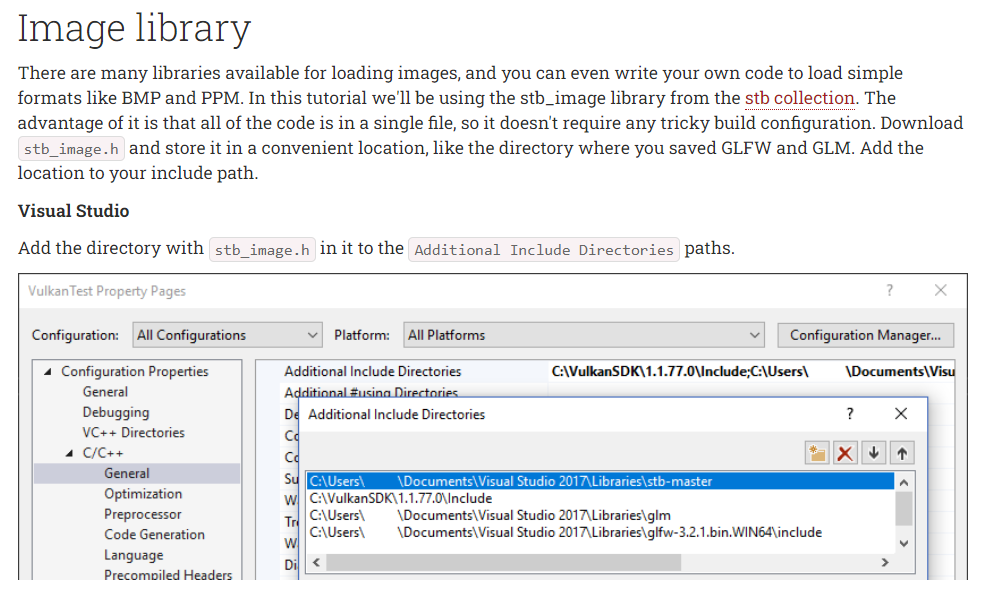 Image library
There are many libraries available for loading images, and you can even write your own code to load simple
formats like BMP and PPM. In this tutorial we'll be using the stb_image library from the stb collection. The
advantage of it is that all of the code is in a single file, so it doesn't require any tricky build configuration. Download
stb_image.h and store it in a convenient location, like the directory where you saved GLFW and GLM. Add the
location to your include path.
Visual Studio
Add the directory with stb_image.h in it to the Additional Include Directories paths.
VulkanTest Property Pages ?
Configuration: All Configurations Platform: All Platforms Configuration Manager...
Configuration Properties
General
Debugging
VC++ Directories
C/C++
General
Optimization
Preprocessor
Code Generation
Language
Precompiled Headers
Additional Include Directories C:\VulkanSDK\1.1.77.0\Include;C:\Users\ \Documents\Visu
Additional #using Directories
De
Co
Co
Su
W
Tr
W
Di
Additional Include Directories ?
C:\Users\ \Documents\Visual Studio 2017\Libraries\stb-master
C:\VulkanSDK\1.1.77.0\Include
C:\Users\ \Documents\Visual Studio 2017\Libraries\glm
C:\Users\ \Documents\Visual Studio 2017\Libraries\glfw-3.2.1.bin.WIN64\include